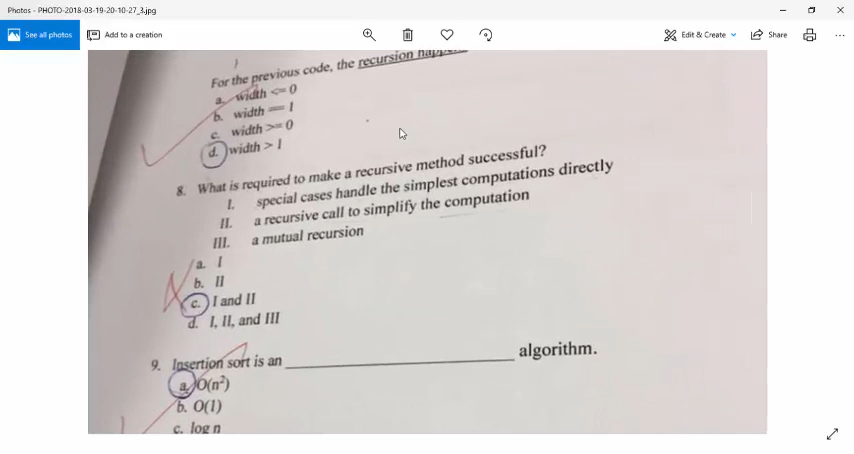 Photos - PHOTO-2018-03-19-20-10-27_3.jpg
See all photos
Add to a creation
Edit & Create
Share
}
For the previous code, the recursion
a. width <= 0
b. width == 1
c. width >= 0
d. width > 1
8. What is required to make a recursive method successful?
I. special cases handle the simplest computations directly
II. a recursive call to simplify the computation
III. a mutual recursion
a. I
b. II
c. I and II
d. I, II, and III
9. Insertion sort is an ____________________ algorithm.
a. O(n²)
b. O(1)
c. log n